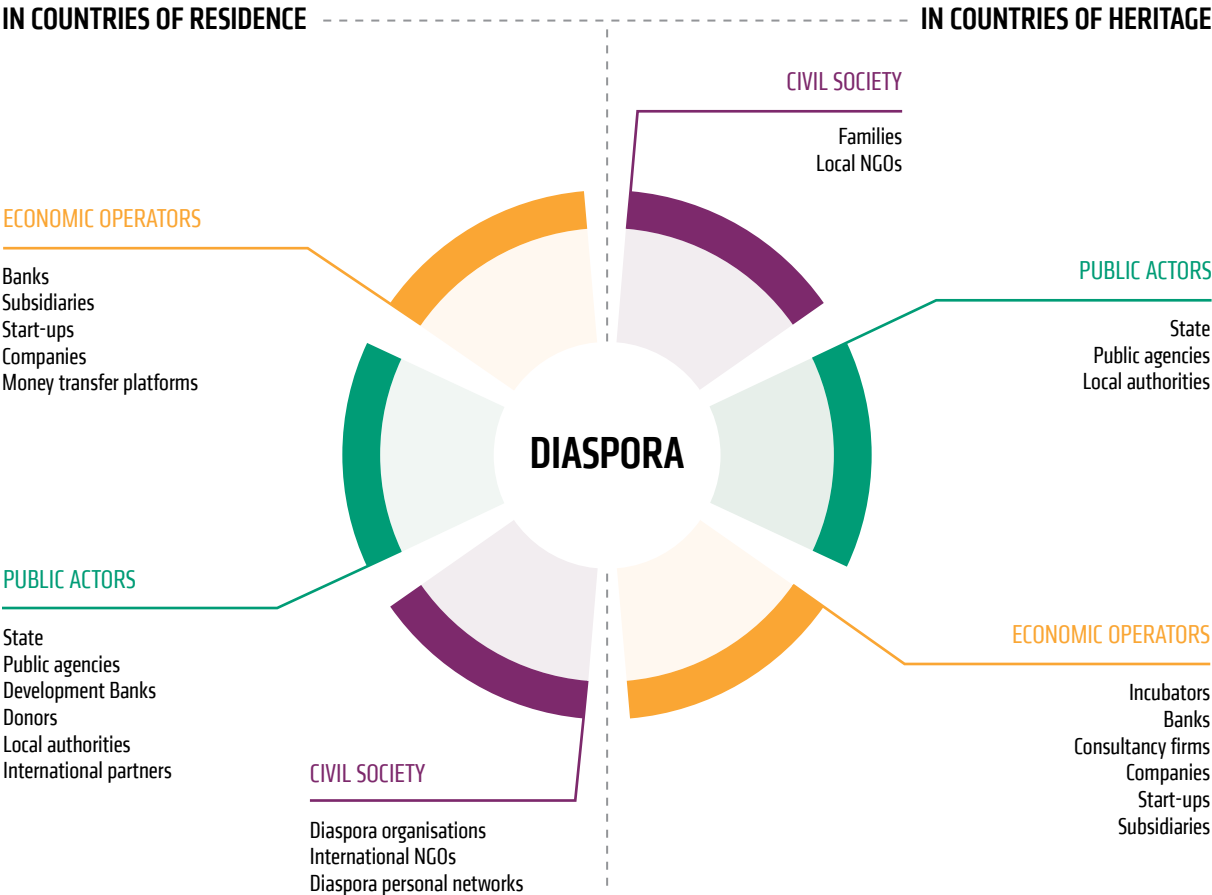 IN COUNTRIES OF RESIDENCE
IN COUNTRIES OF HERITAGE
ECONOMIC OPERATORS
Banks
Subsidiaries
Start-ups
Companies
Money transfer platforms
PUBLIC ACTORS
State
Public agencies
Development Banks
Donors
Local authorities
International partners
CIVIL SOCIETY
Diaspora organisations
International NGOs
Diaspora personal networks
DIASPORA
CIVIL SOCIETY
Families
Local NGOs
PUBLIC ACTORS
State
Public agencies
Local authorities
ECONOMIC OPERATORS
Incubators
Banks
Consultancy firms
Companies
Start-ups
Subsidiaries